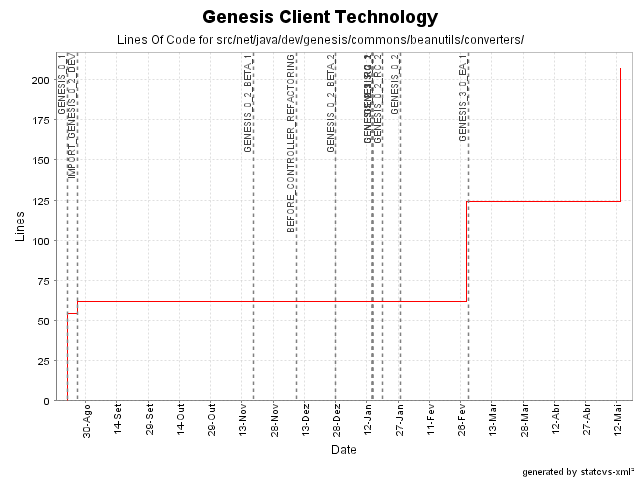 Genesis Client Technology
Lines Of Code for src/net/java/dev/genesis/commons/beanutils/converters/
GENESIS_0_1
IMPORT_GENESIS_0_2_DEV
GENESIS_0_2_BETA_1
BEFORE_CONTROLLER_REFACTORING
GENESIS_0_2_BETA_2
GENESIS_0_2_RC_2
GENESIS_0_2
GENESIS_3_0_EA_1
Lines
200
175
150
125
100
75
50
25
0
30-Ago
14-Set
29-Set
14-Out
29-Out
13-Nov
28-Nov
13-Dez
28-Dez
12-Jan
27-Jan
11-Fev
26-Fev
13-Mar
28-Mar
12-Abr
27-Abr
12-Mai
Date
generated by statcvs-xml²